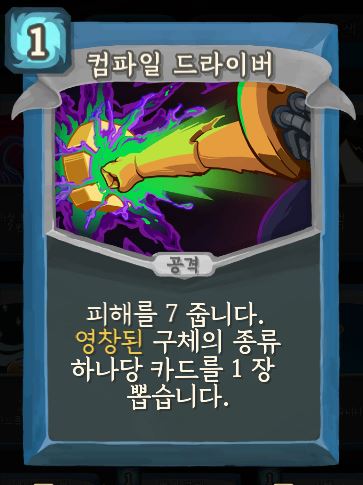 1
컴파일 드라이버
공격
피해를 7 줍니다.
영창된 구체의 종류
하나당 카드를 1 장
뽑습니다.